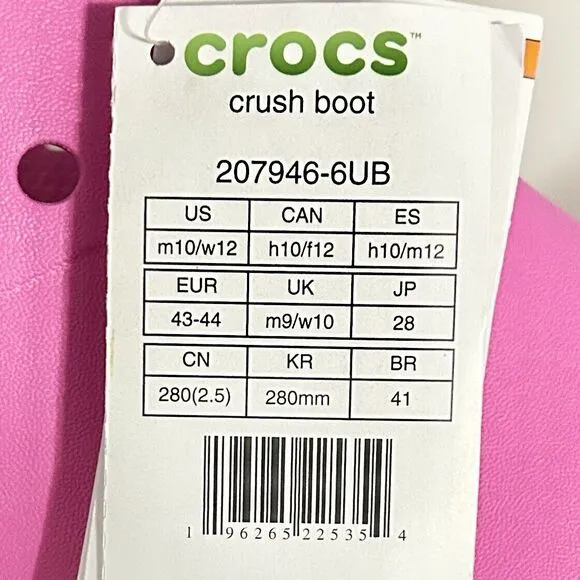 crocs™
crush boot
207946-6UB
US CAN ES
m10/w12 h10/f12 h10/m12
EUR UK JP
43-44 m9/w10 28
CN KR BR
280(2.5) 280mm 41
1 96265 22535 4